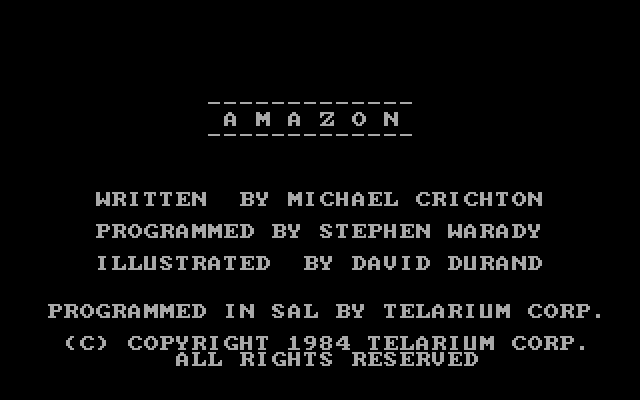 A M A Z O N
WRITTEN BY MICHAEL CRICHTON
PROGRAMMED BY STEPHEN WARADY
ILLUSTRATED BY DAVID DURAND
PROGRAMMED IN SAL BY TELARIUM CORP.
(C) COPYRIGHT 1984 TELARIUM CORP.
ALL RIGHTS RESERVED